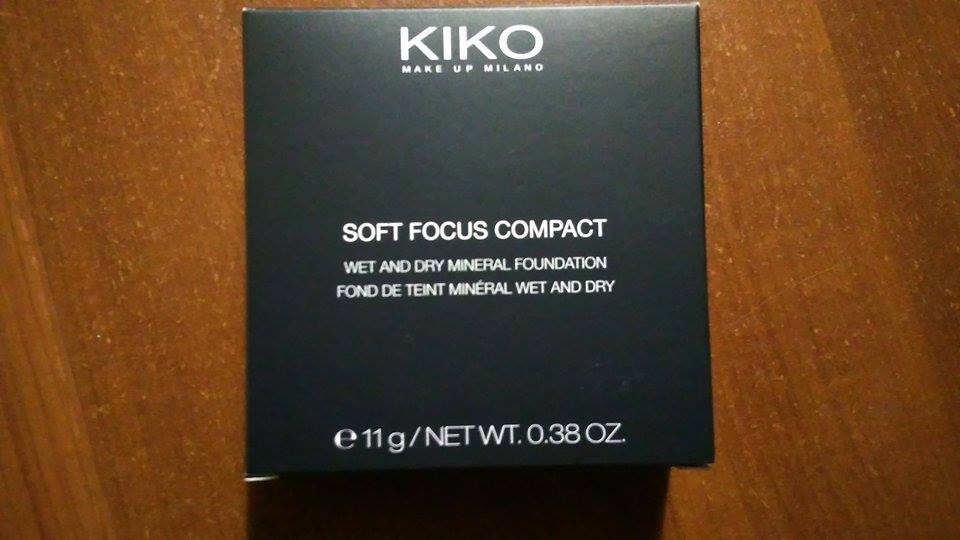 KIKO
MAKE UP MILANO
SOFT FOCUS COMPACT
WET AND DRY MINERAL FOUNDATION
FOND DE TEINT MINÉRAL WET AND DRY
℮ 11 g / NET WT. 0.38 OZ.